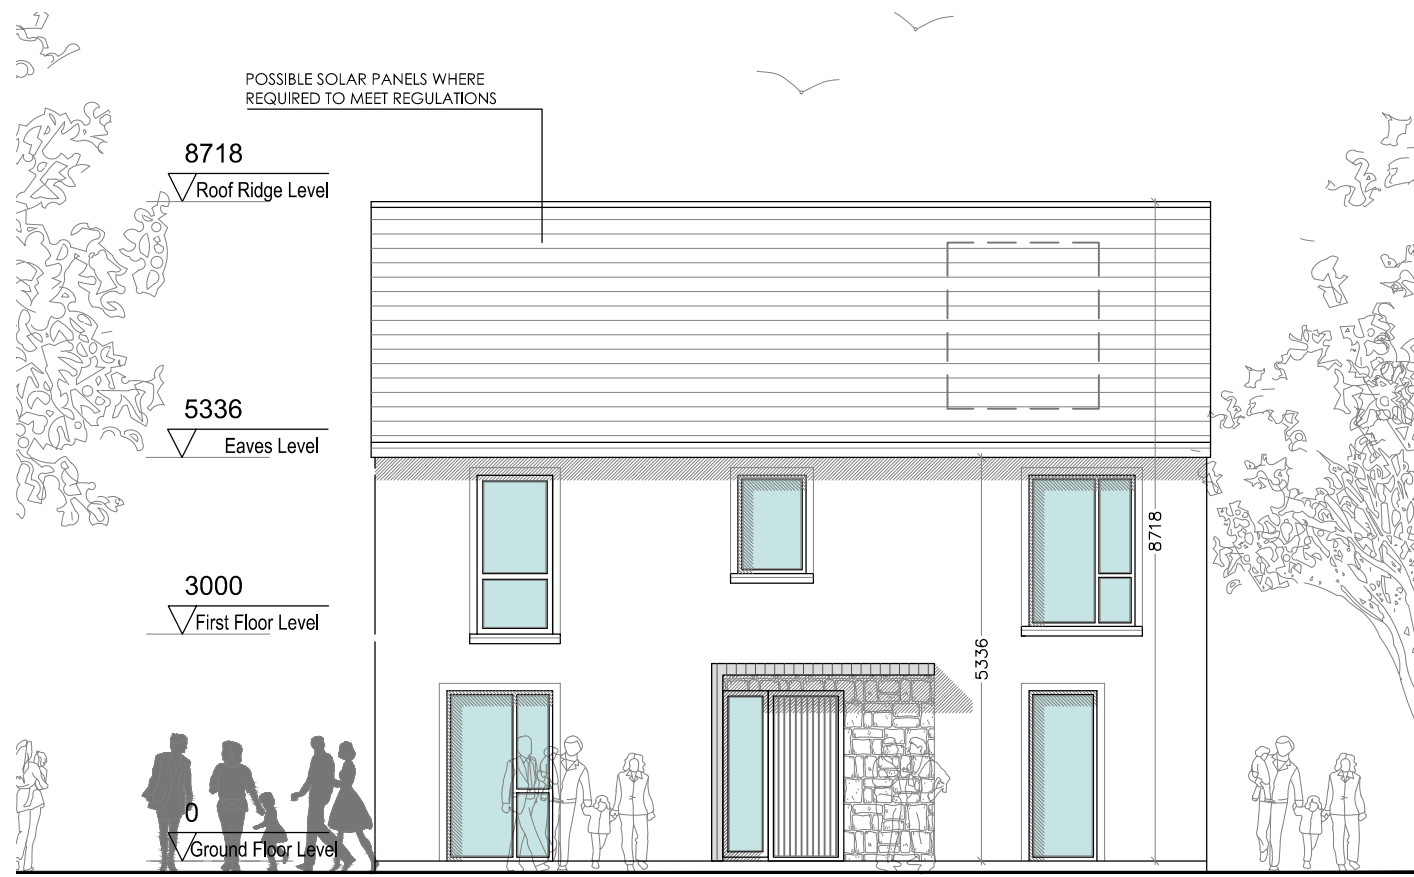 POSSIBLE SOLAR PANELS WHERE
REQUIRED TO MEET REGULATIONS
8718
Roof Ridge Level
5336
Eaves Level
3000
First Floor Level
0
Ground Floor Level
5336
8718